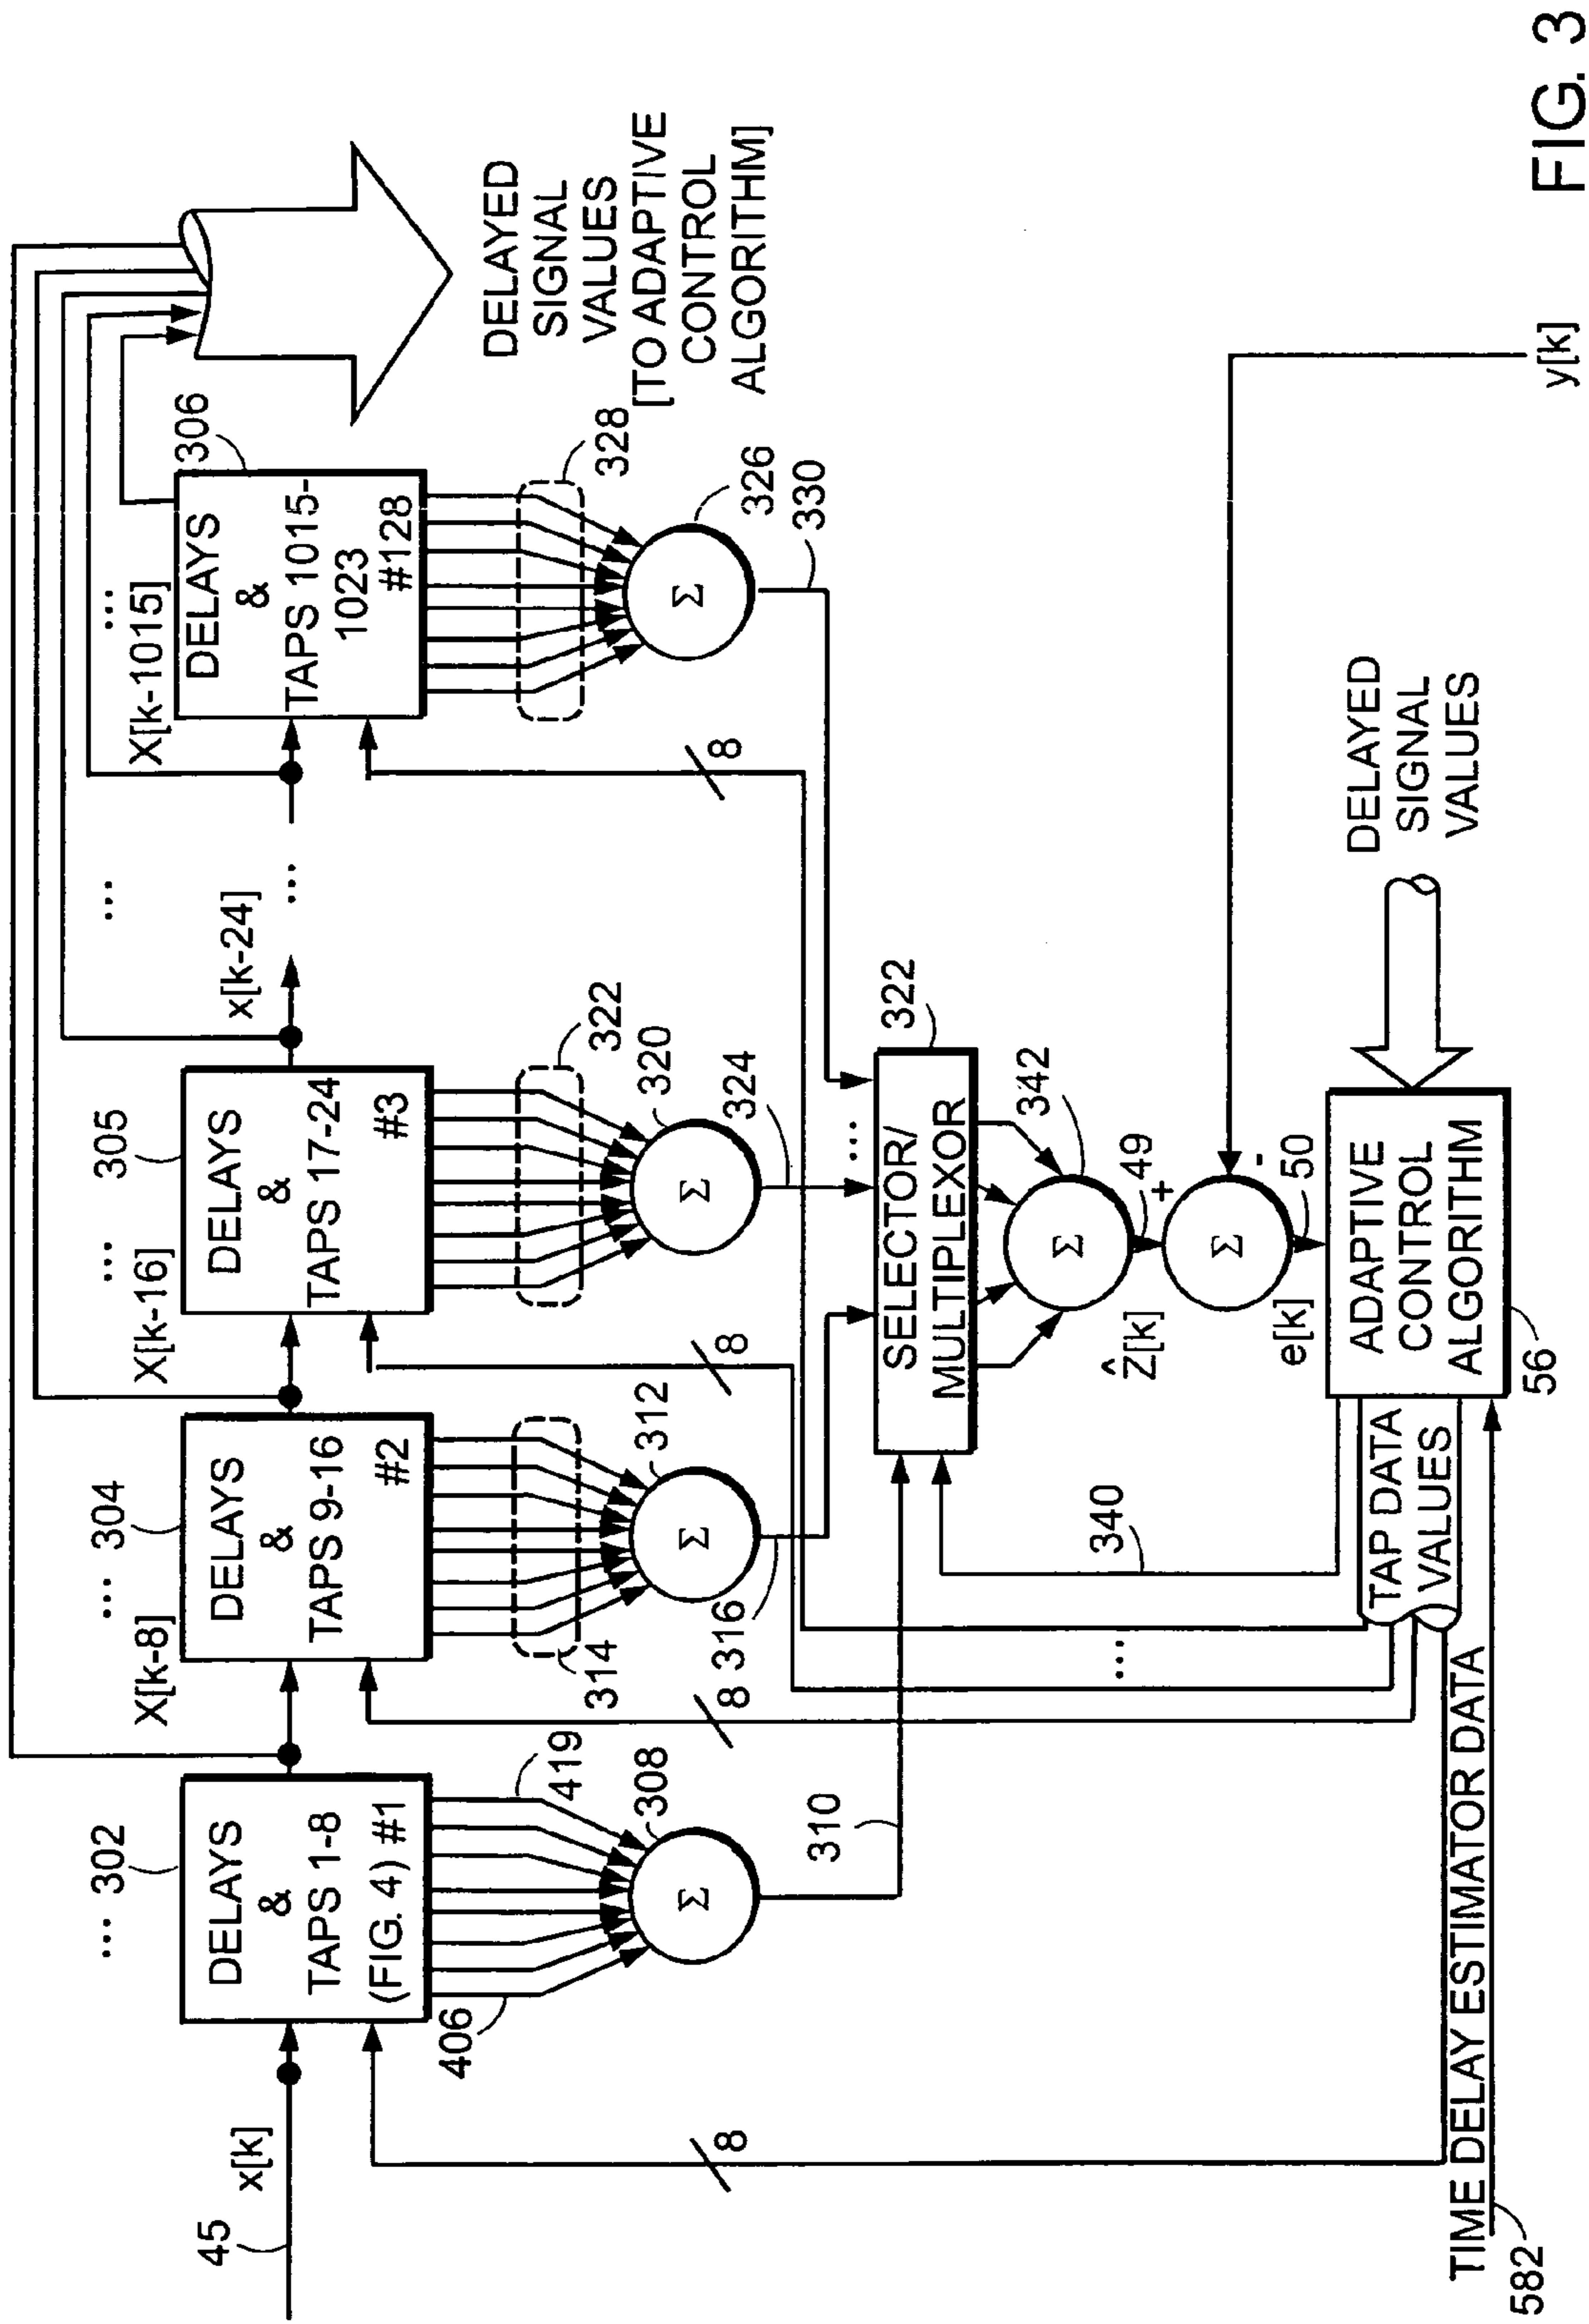 ... 302
... 304
... 305
...
...
306
x[k]
X[k-8]
X[k-16]
x[k-24]
...
X[k-1015]
...
45
DELAYS
&
TAPS 1-8
(FIG. 4) #1
DELAYS
&
TAPS 9-16
#2
DELAYS
&
TAPS 17-24
#3
DELAYS
&
TAPS 1015-
1023
#128
DELAYED
SIGNAL
VALUES
[TO ADAPTIVE
CONTROL
ALGORITHM]
406
419
314
322
328
Σ
308
Σ
312
Σ
320
Σ
326
8
8
8
8
310
316
324
330
...
SELECTOR/
MULTIPLEXOR
322
340
342
Σ
Ẑ[k]
49
+
Σ
-
e[k]
50
y[k]
...
TAP DATA
VALUES
ADAPTIVE
CONTROL
ALGORITHM
56
DELAYED
SIGNAL
VALUES
TIME DELAY ESTIMATOR DATA
582
FIG. 3